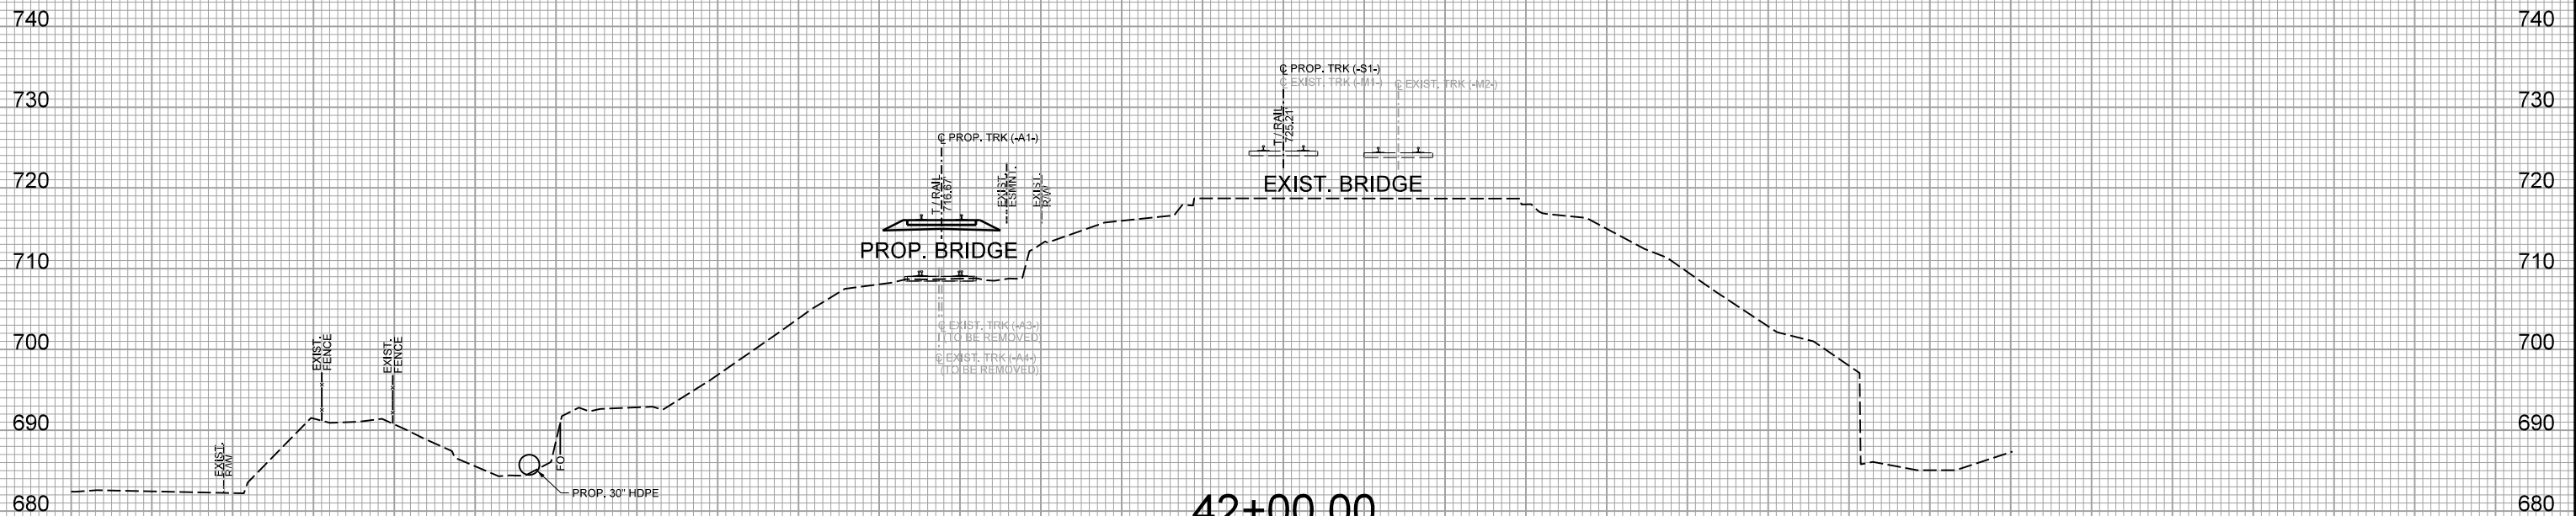 740
740
℄ PROP. TRK (-S1-)
℄ EXIST. TRK (-M1-)
℄ EXIST. TRK (-M2-)
730
730
T / RAIL
725.21'
℄ PROP. TRK (-A1-)
720
720
T / RAIL
716.67'
EXIST.
ESMNT.
EXIST.
R/W
EXIST. BRIDGE
PROP. BRIDGE
710
710
℄ EXIST. TRK (-A3-)
(TO BE REMOVED)
700
700
EXIST.
FENCE
EXIST.
FENCE
℄ EXIST. TRK (-A4-)
(TO BE REMOVED)
690
690
EXIST.
R/W
FO
PROP. 30" HDPE
680
680
42+00.00